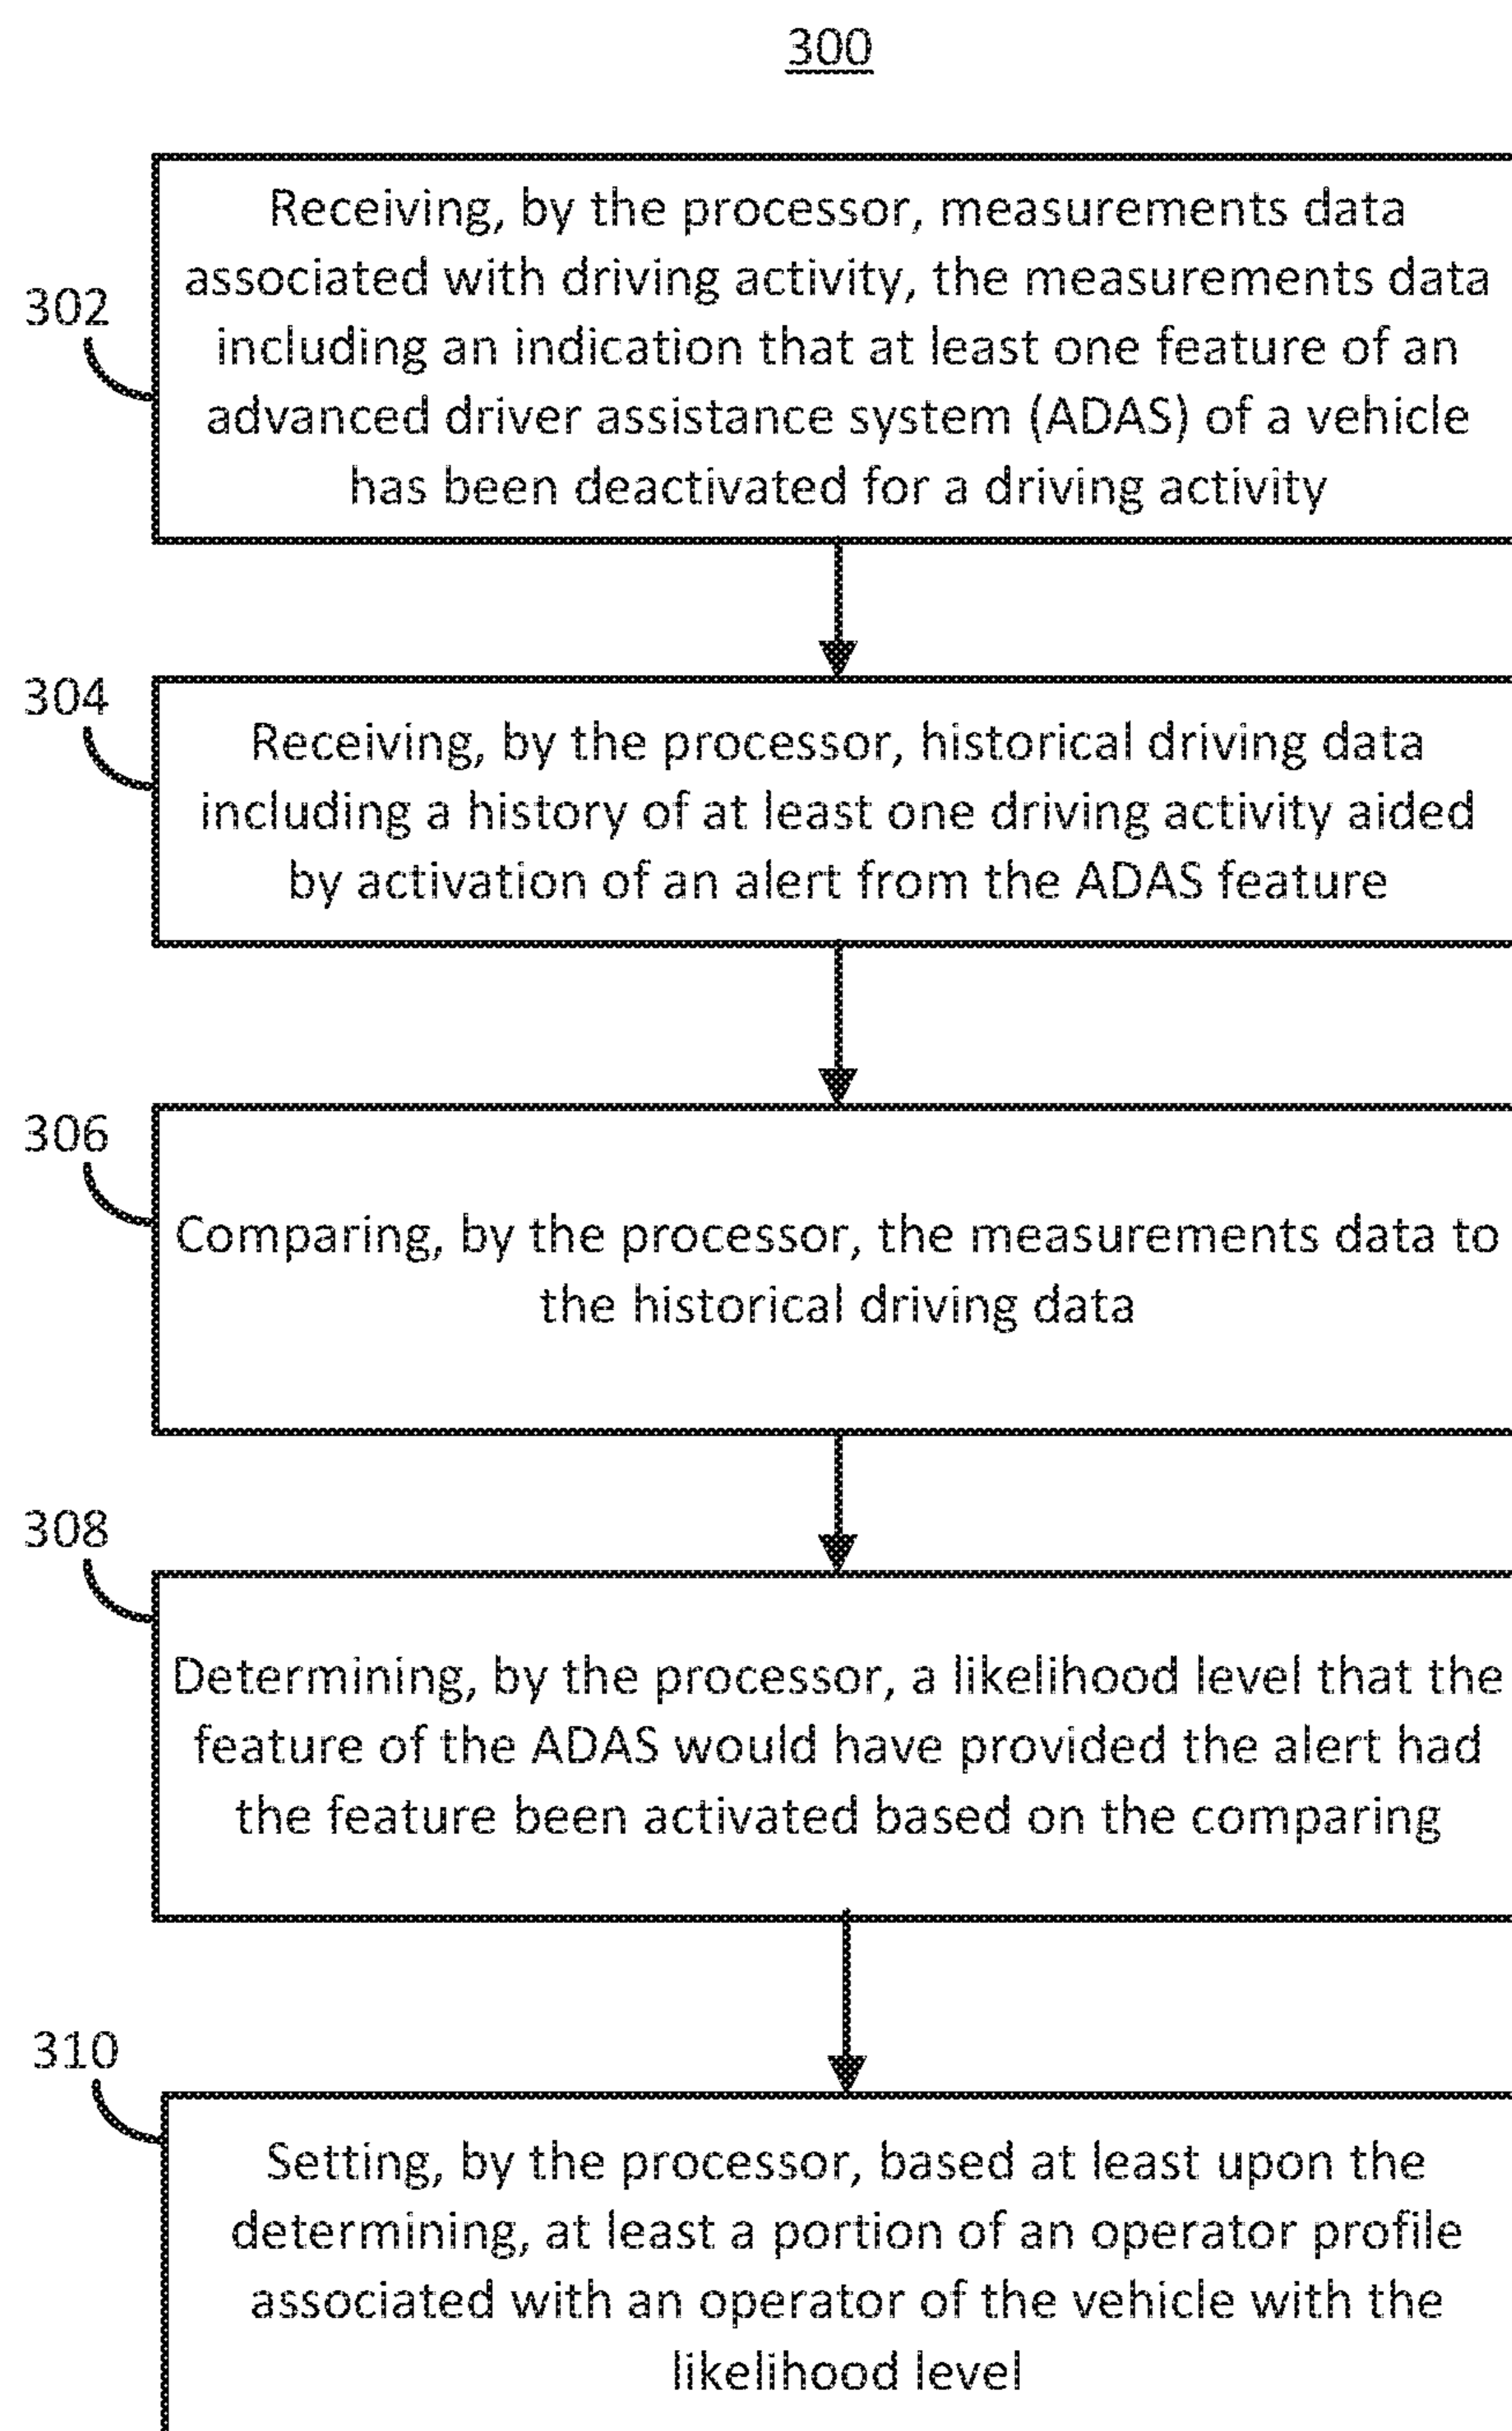 300
302
Receiving, by the processor, measurements data
associated with driving activity, the measurements data
including an indication that at least one feature of an
advanced driver assistance system (ADAS) of a vehicle
has been deactivated for a driving activity
304
Receiving, by the processor, historical driving data
including a history of at least one driving activity aided
by activation of an alert from the ADAS feature
306
Comparing, by the processor, the measurements data to
the historical driving data
308
Determining, by the processor, a likelihood level that the
feature of the ADAS would have provided the alert had
the feature been activated based on the comparing
310
Setting, by the processor, based at least upon the
determining, at least a portion of an operator profile
associated with an operator of the vehicle with the
likelihood level